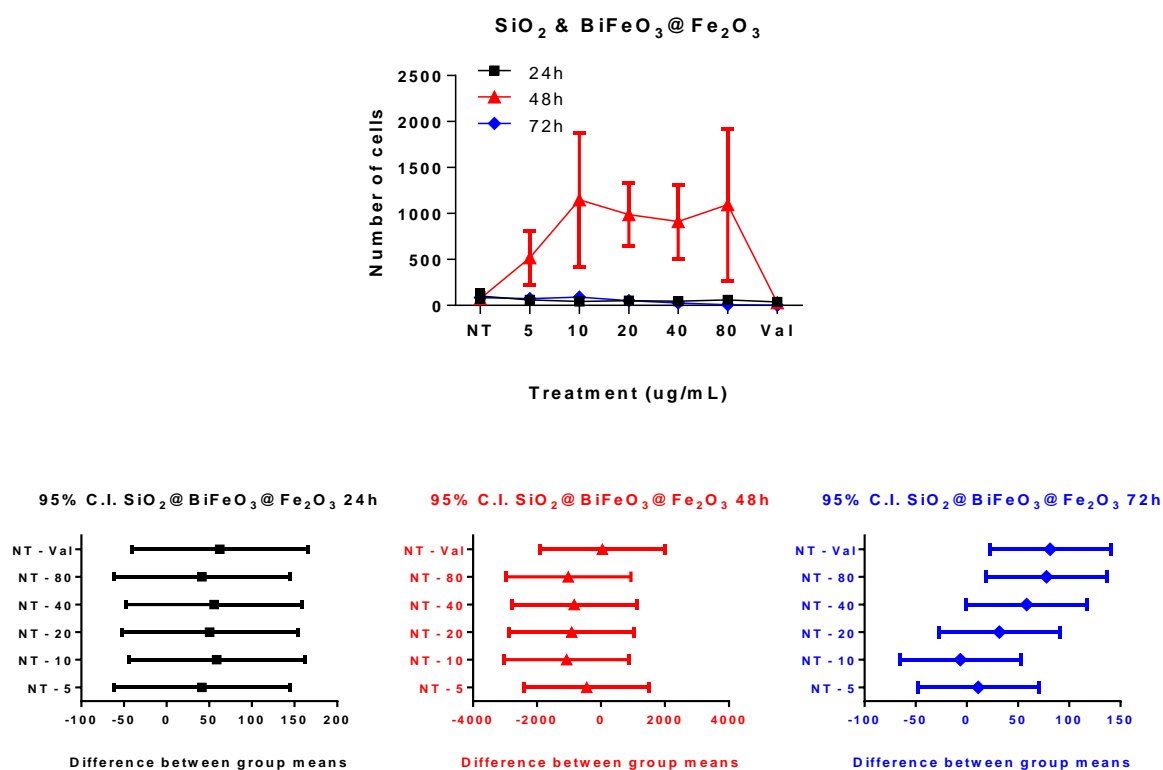 SiO2 & BiFeO3@Fe2O3
24h
48h
72h
Number of cells
2500
2000
1500
1000
500
0
NT 5 10 20 40 80 Val
Treatment (ug/mL)
95% C.I. SiO2@BiFeO3@Fe2O3 24h
NT - Val
NT - 80
NT - 40
NT - 20
NT - 10
NT - 5
-100 -50 0 50 100 150 200
Difference between group means
95% C.I. SiO2@BiFeO3@Fe2O3 48h
NT - Val
NT - 80
NT - 40
NT - 20
NT - 10
NT - 5
-4000 -2000 0 2000 4000
Difference between group means
95% C.I. SiO2@BiFeO3@Fe2O3 72h
NT - Val
NT - 80
NT - 40
NT - 20
NT - 10
NT - 5
-100 -50 0 50 100 150
Difference between group means